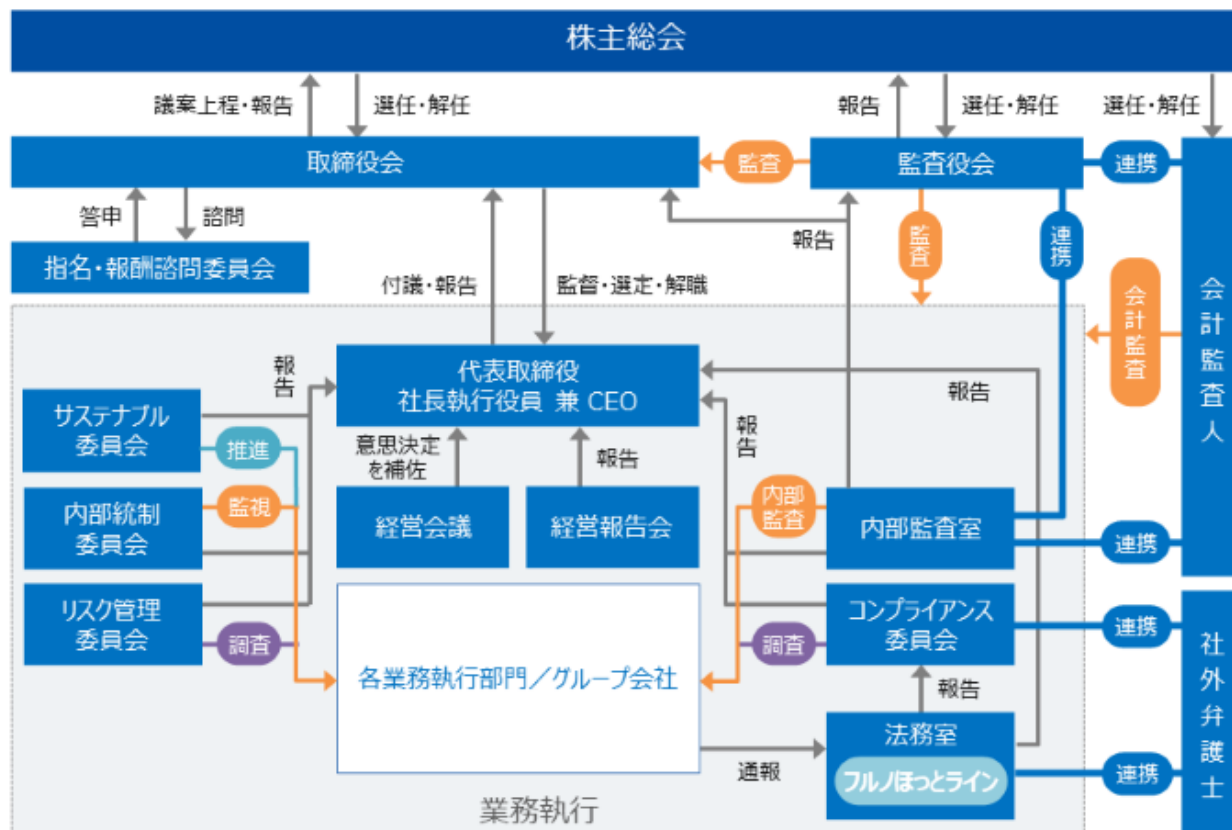 株主総会
議案上程・報告
選任・解任
報告
選任・解任
選任・解任
取締役会
監査
監査役会
連携
答申
諮問
報告
監査
連携
指名・報酬諮問委員会
付議・報告
監督・選定・解職
会計監査
会計監査人
報告
代表取締役
社長執行役員 兼 CEO
報告
サステナブル
委員会
推進
意思決定
を補佐
報告
報告
内部統制
委員会
監視
経営会議
経営報告会
内部
監査
内部監査室
連携
リスク管理
委員会
調査
各業務執行部門／グループ会社
調査
コンプライアンス
委員会
連携
社外弁護士
報告
通報
法務室
フルノほっとライン
連携
業務執行